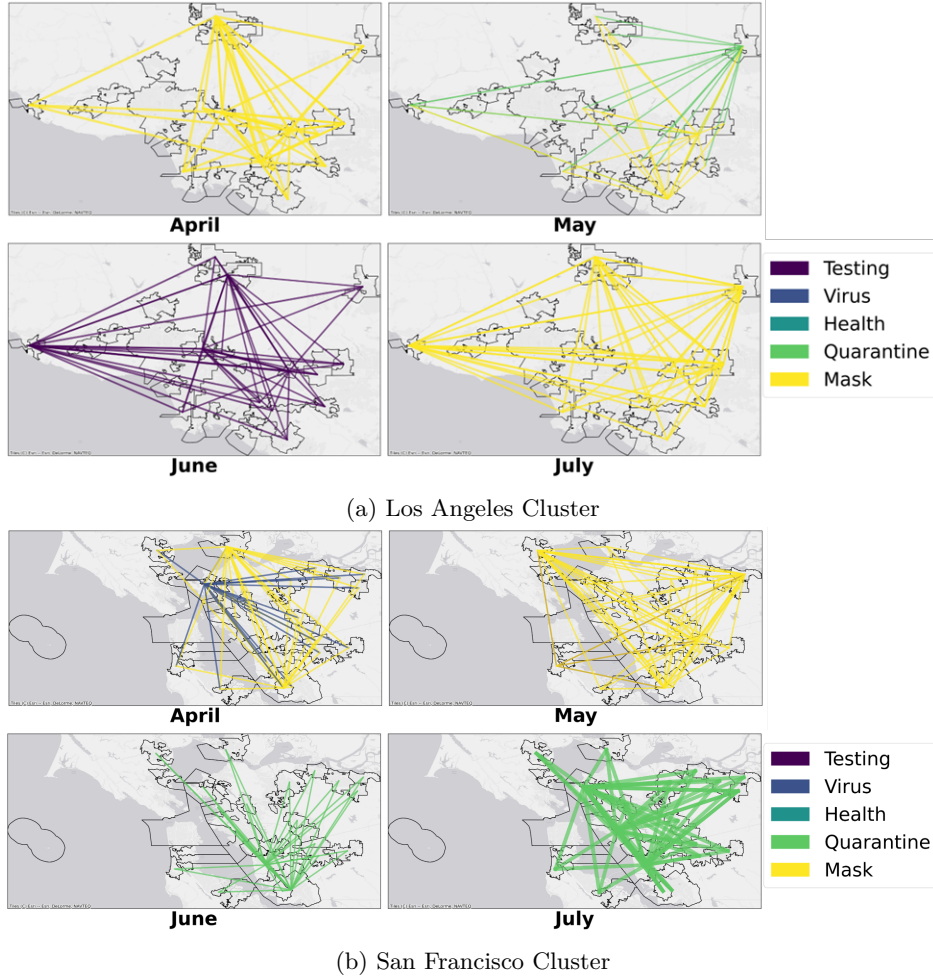 April
May
Testing
Virus
Health
Quarantine
Mask
June
July
(a) Los Angeles Cluster
April
May
Testing
Virus
Health
Quarantine
Mask
June
July
(b) San Francisco Cluster